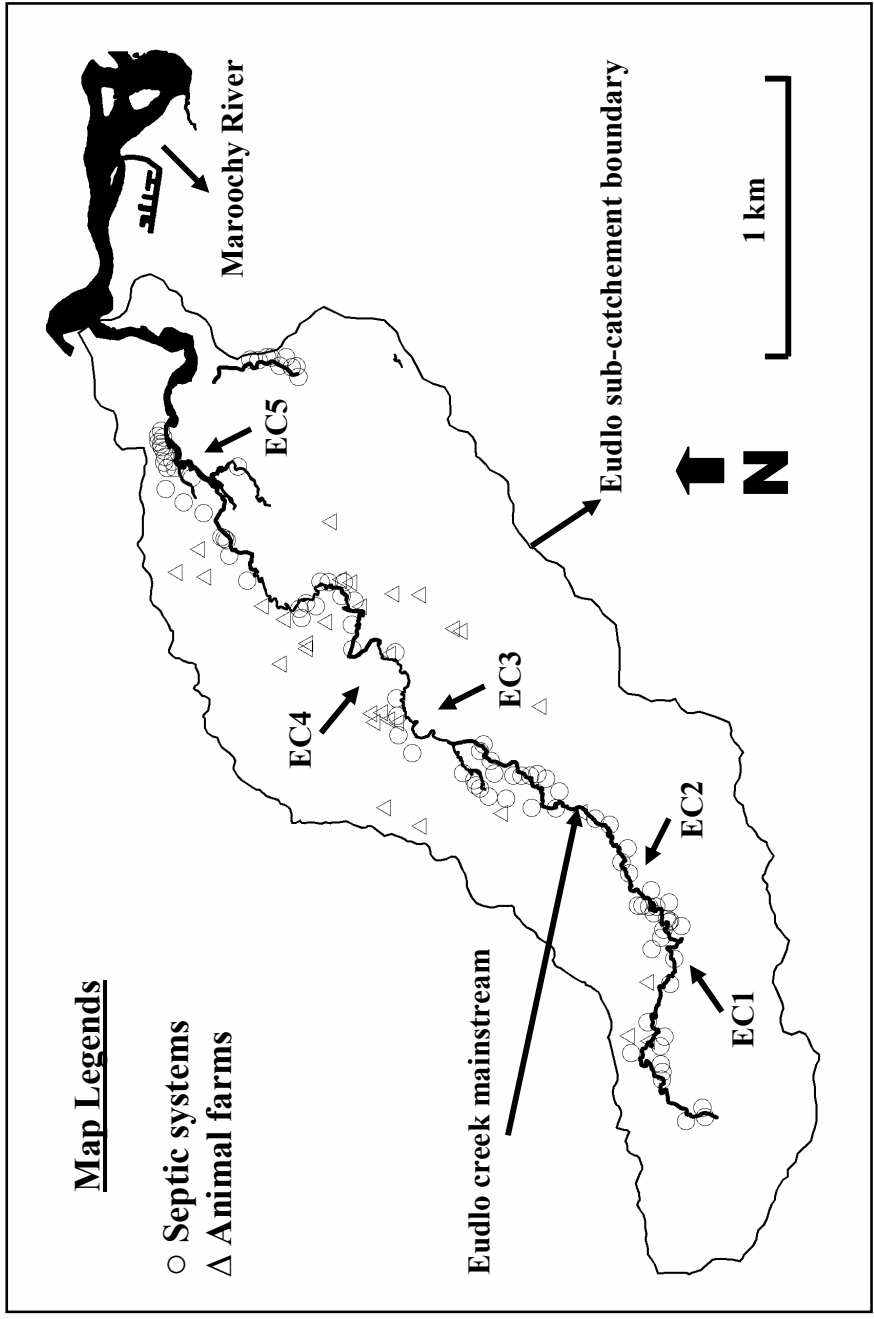 Map Legends
Septic systems
Animal farms
Maroochy River
EC5
EC4
EC3
EC2
EC1
Eudlo creek mainstream
Eudlo sub-catchement boundary
N
1 km